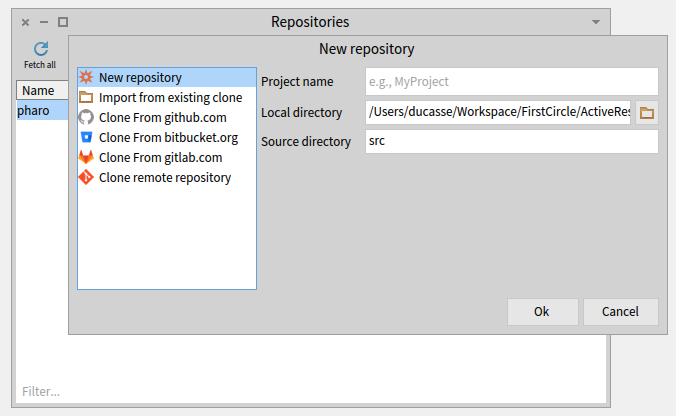 Repositories
Fetch all
Name
pharo
Filter...
New repository
New repository
Import from existing clone
Clone From github.com
Clone From bitbucket.org
Clone From gitlab.com
Clone remote repository
Project name e.g., MyProject
Local directory /Users/ducasse/Workspace/FirstCircle/ActiveRes
Source directory src
Ok Cancel